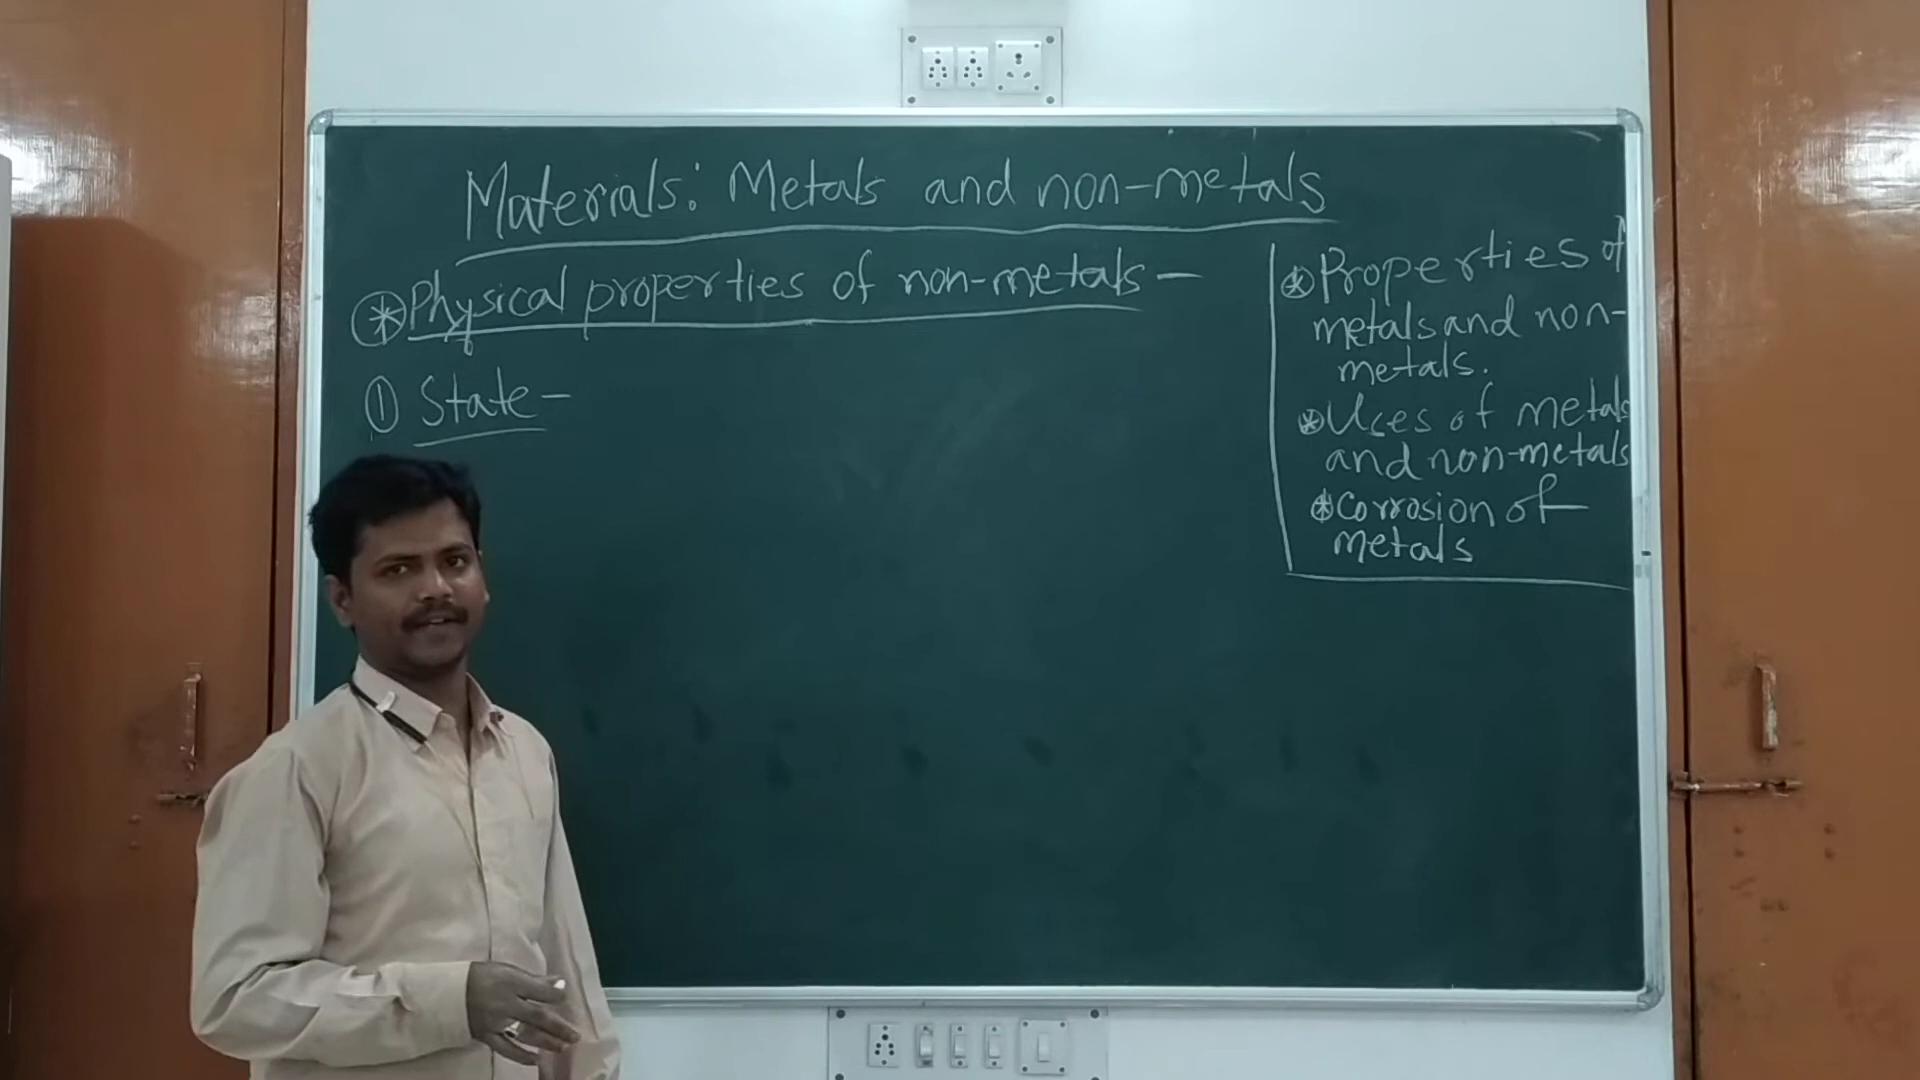 Materials: Metals and non-metals
⊛ Physical properties of non-metals -
① State -
⊛ Properties of
metals and non-
metals.
⊛ Uses of metals
and non-metals
⊛ Corrosion of
metals